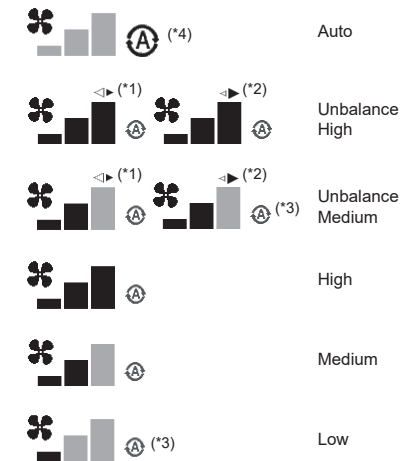 A (*4) Auto
(*1) (*2)
A A Unbalance
High
(*1) (*2)
A A (*3) Unbalance
Medium
A High
A Medium
A (*3) Low